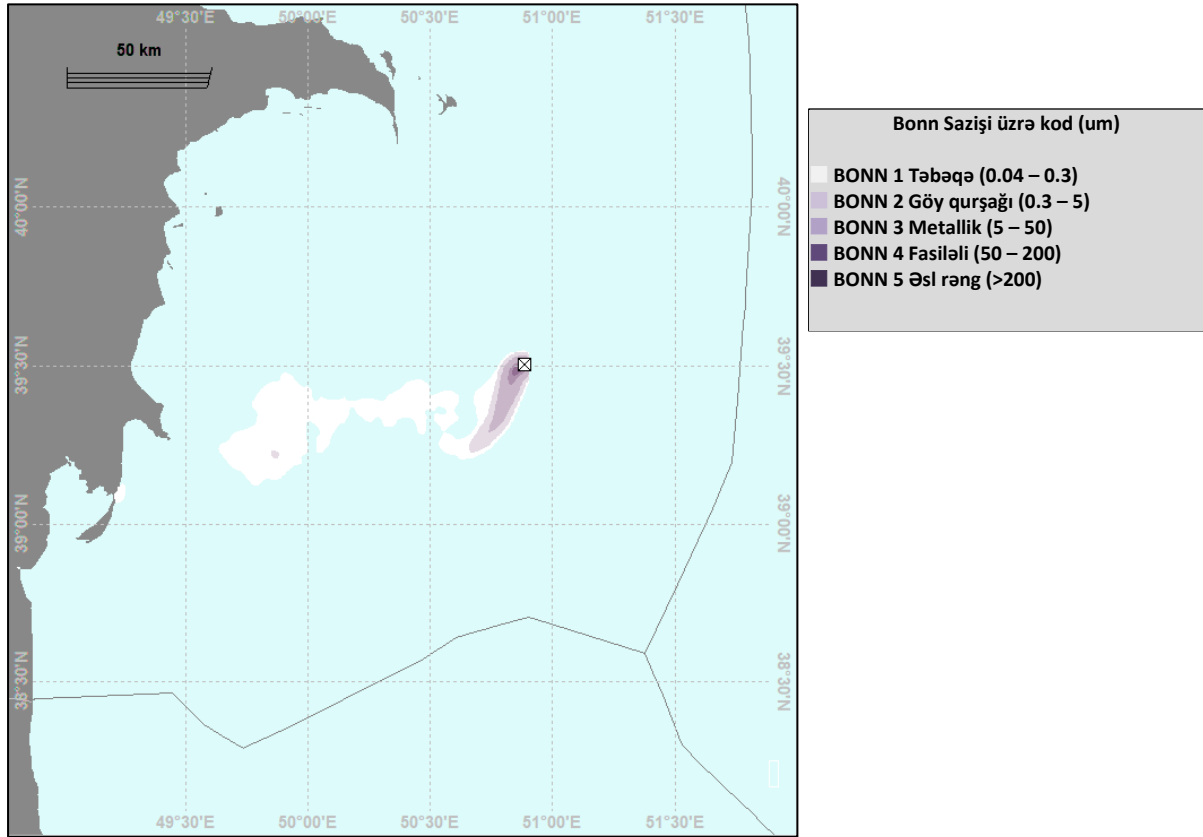 49°30'E 50°00'E 50°30'E 51°00'E 51°30'E
50 km
40°00'N 40°00'N
39°30'N 39°30'N
39°00'N 39°00'N
38°30'N 38°30'N
49°30'E 50°00'E 50°30'E 51°00'E 51°30'E
Bonn Sazişi üzrə kod (um)
BONN 1 Təbəqə (0.04 – 0.3)
BONN 2 Göy qurşağı (0.3 – 5)
BONN 3 Metallik (5 – 50)
BONN 4 Fasiləli (50 – 200)
BONN 5 Əsl rəng (>200)